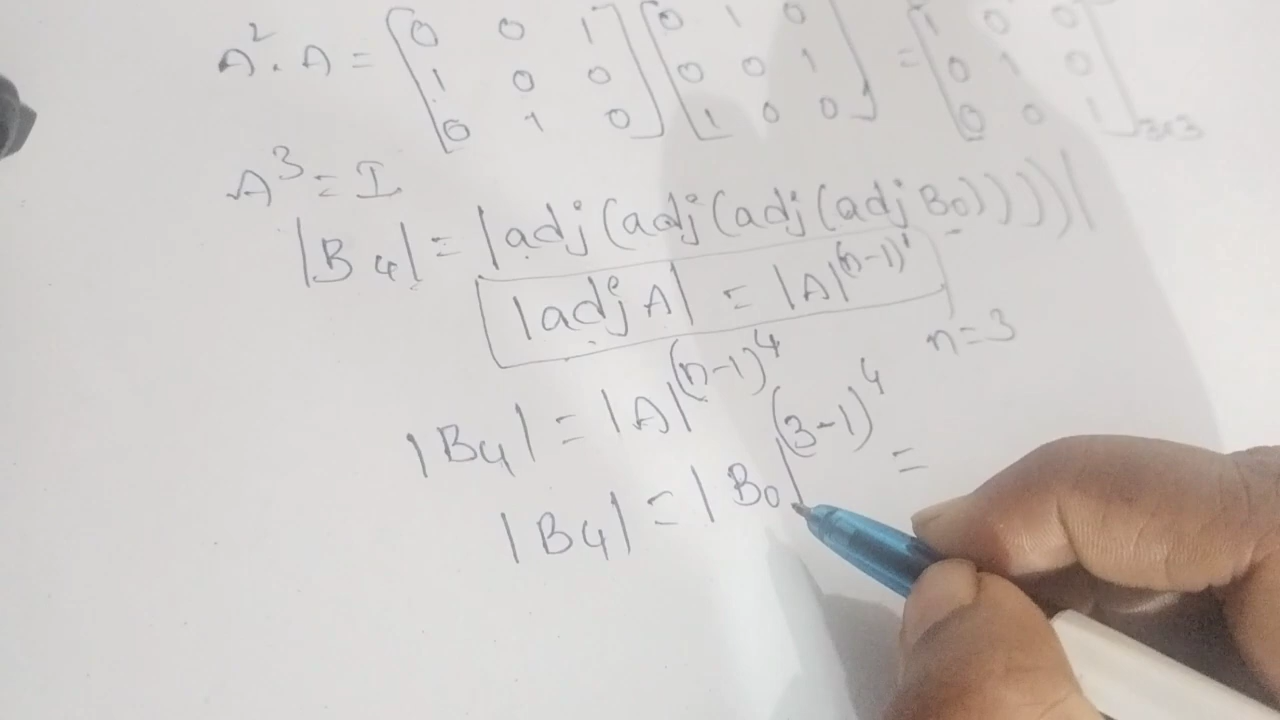 A². A = [0 0 1 1 0 0 0 1 0] [0 1 0 0 0 1 1 0 0] = [1 0 0 0 1 0 0 0 1]3x3
A³ = I
|B4| = |adj(adj(adj(adj B0))))|
|adj A| = |A|^(n-1)¹
n=3
|B4| = |A|^(n-1)⁴
|B4| = |B0|^(3-1)⁴ =